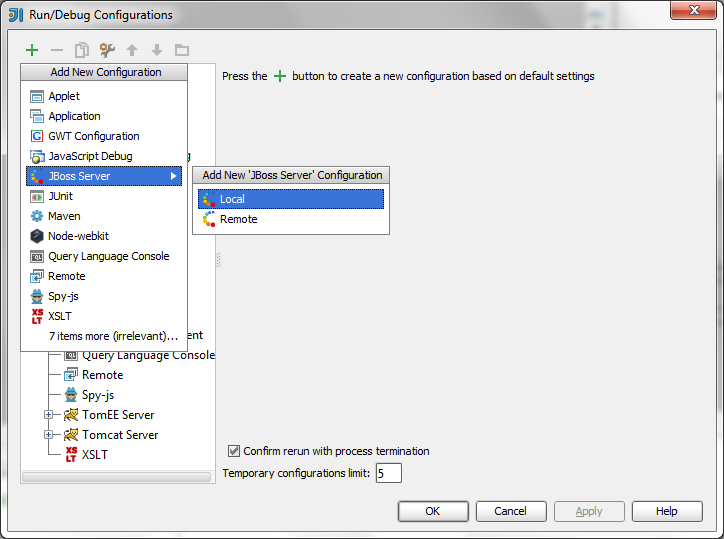 Run/Debug Configurations
Add New Configuration
Press the + button to create a new configuration based on default settings
Applet
Application
GWT Configuration
JavaScript Debug
JBoss Server
Add New 'JBoss Server' Configuration
Local
Remote
JUnit
Maven
Node-webkit
Query Language Console
Remote
Spy-js
XSLT
7 items more (irrelevant)...
Query Language Console
Remote
Spy-js
TomEE Server
Tomcat Server
XSLT
Confirm rerun with process termination
Temporary configurations limit: 5
OK Cancel Apply Help